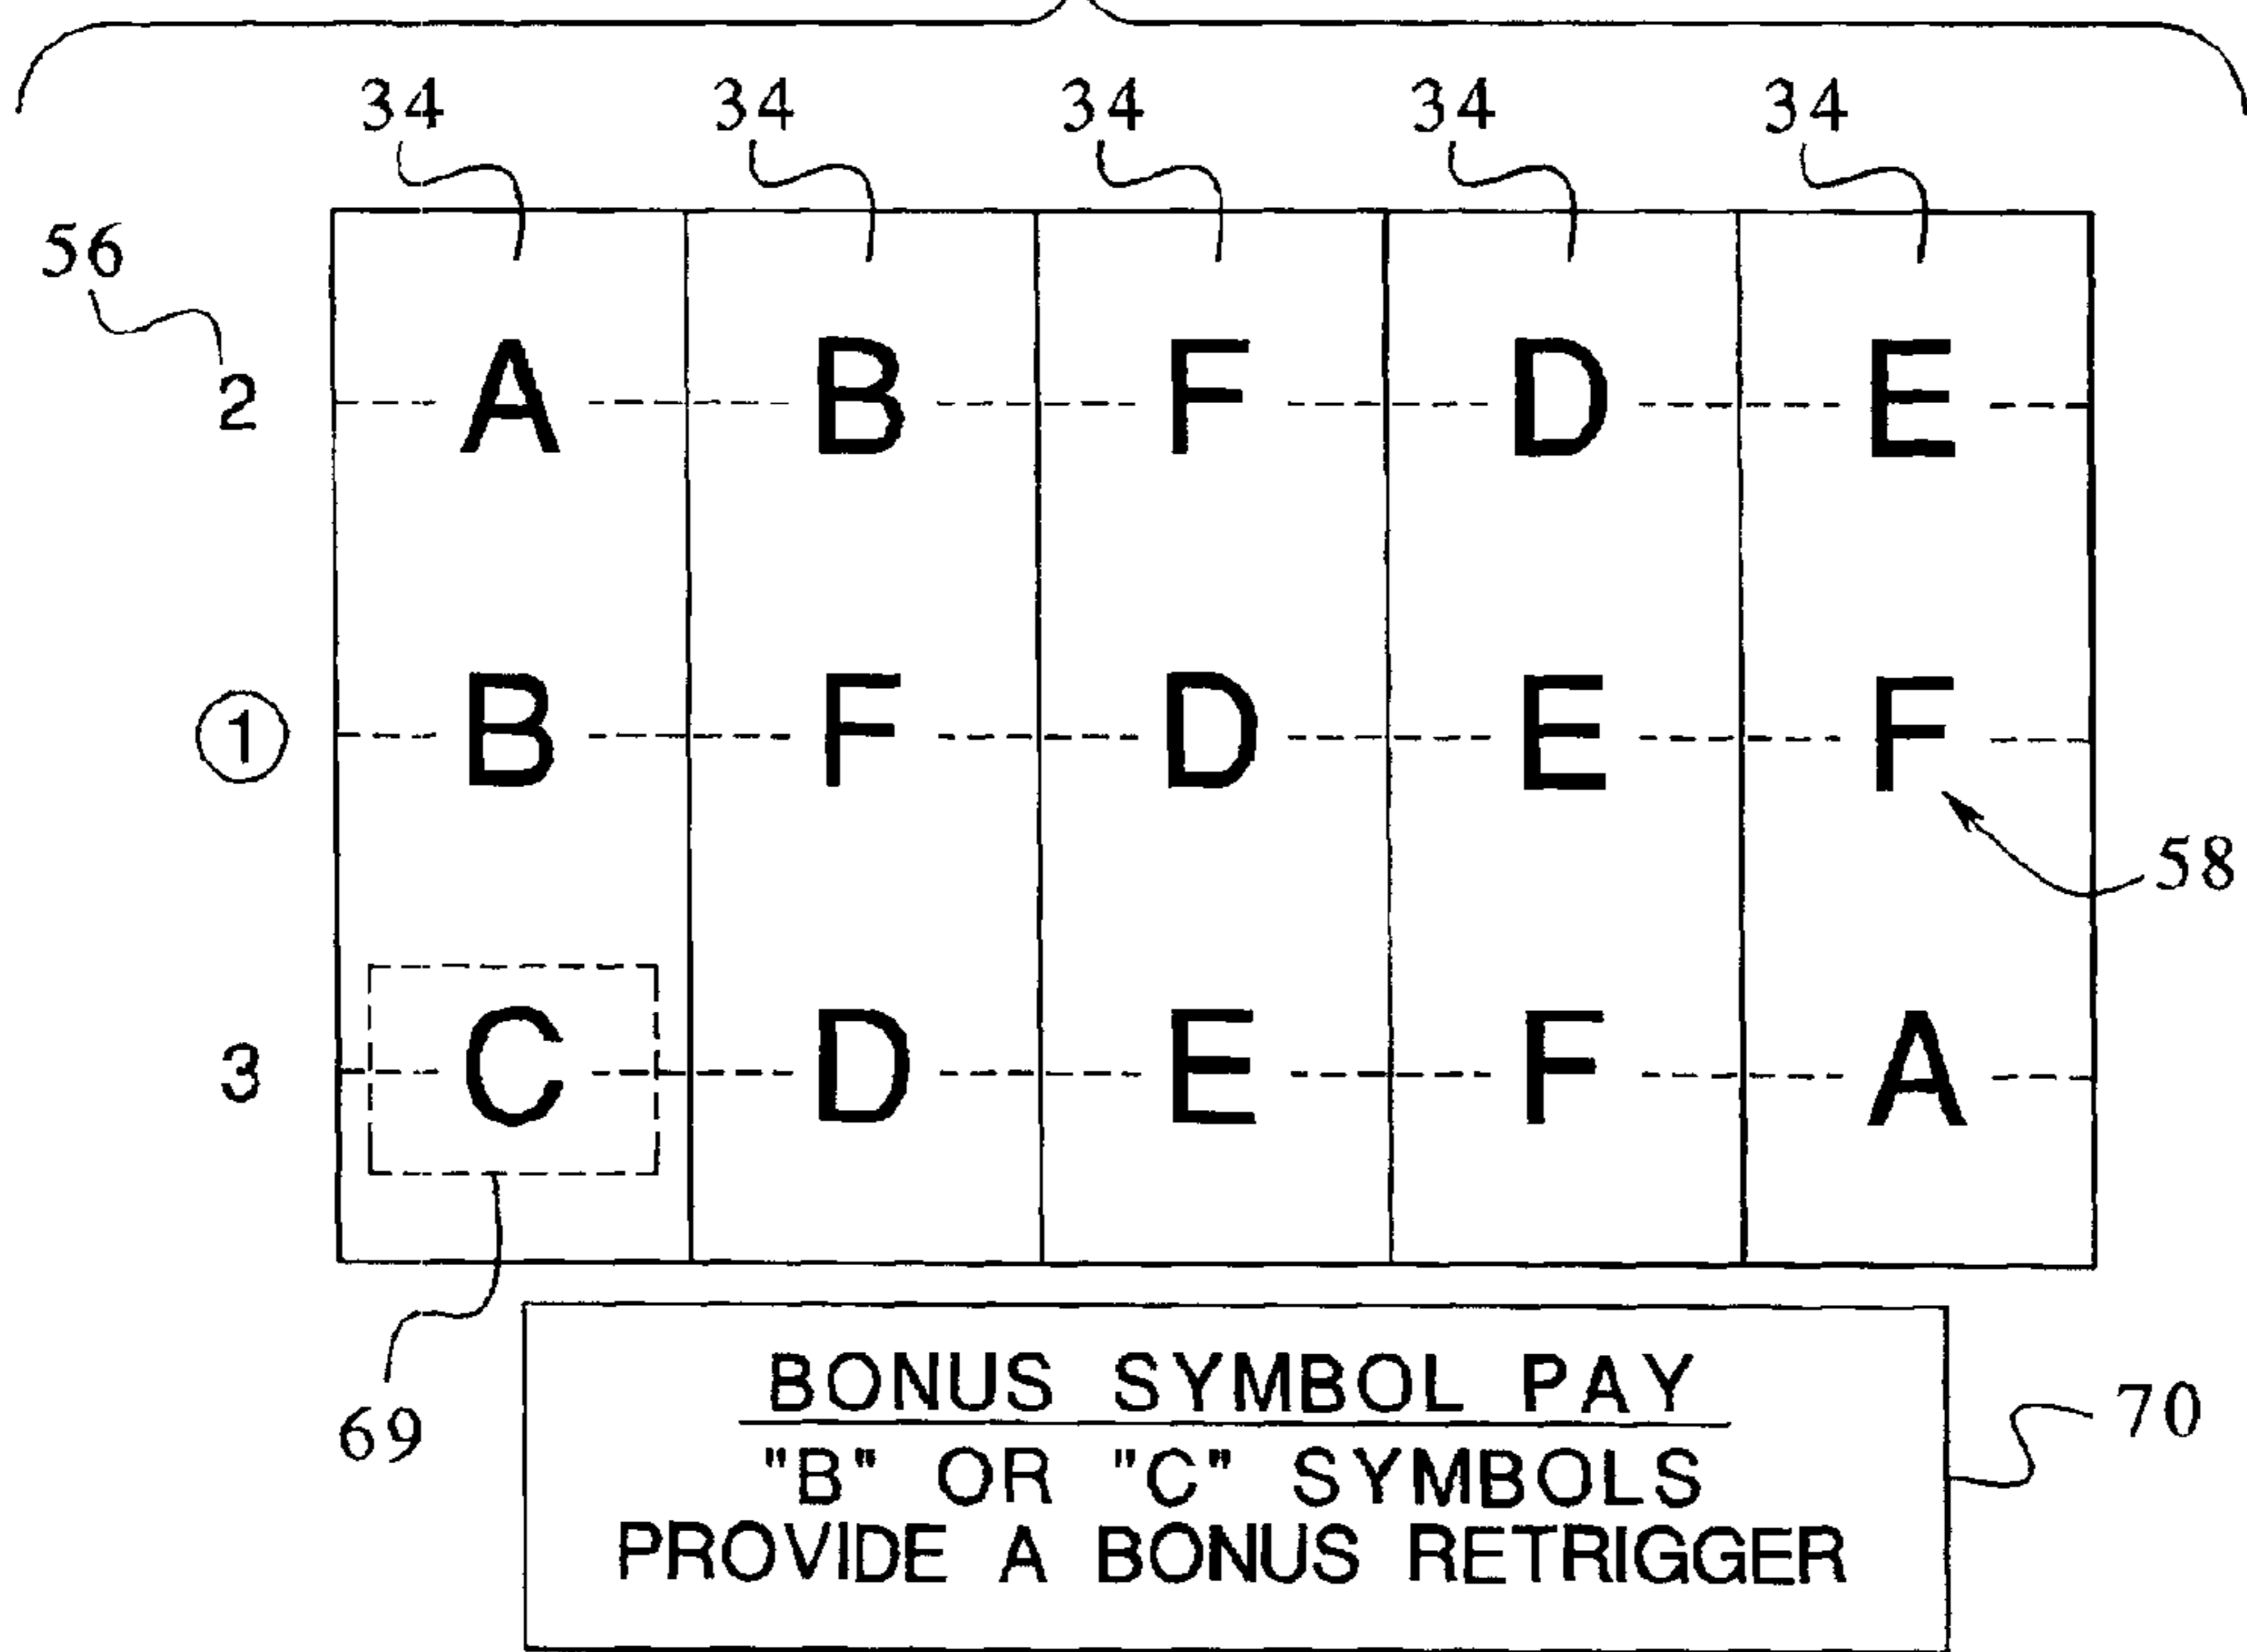 34 34 34 34 34
56
2 A B F D E
1 B F D E F
58
3 C D E F A
69
BONUS SYMBOL PAY
70
"B" OR "C" SYMBOLS
PROVIDE A BONUS RETRIGGER